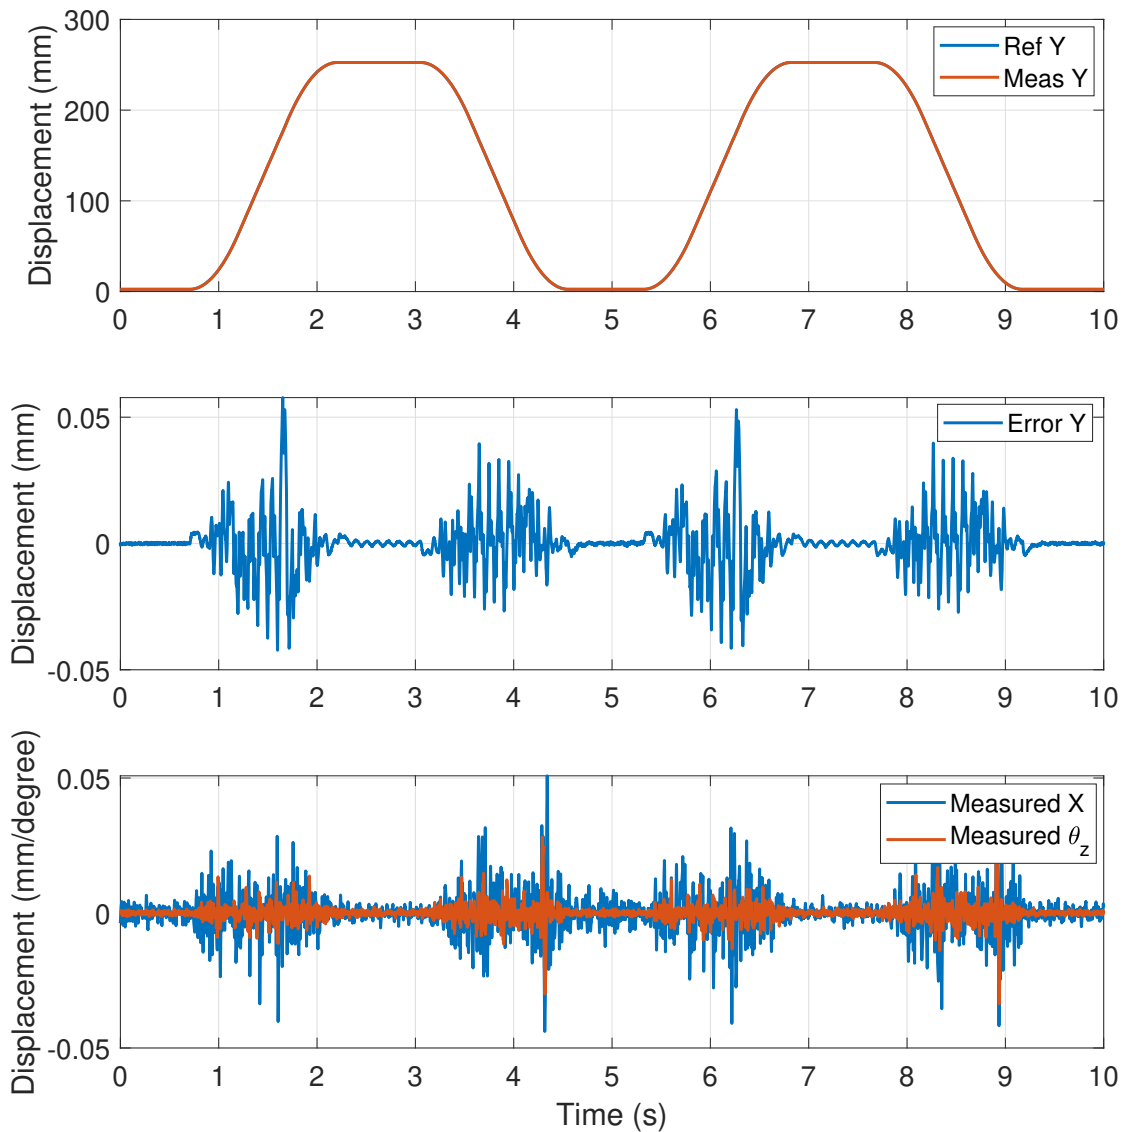 300
200
100
0
Displacement (mm)
Ref Y
Meas Y
0 1 2 3 4 5 6 7 8 9 10
0.05
0
-0.05
Displacement (mm)
Error Y
0 1 2 3 4 5 6 7 8 9 10
0.05
0
-0.05
Displacement (mm/degree)
Measured X
Measured θz
0 1 2 3 4 5 6 7 8 9 10
Time (s)